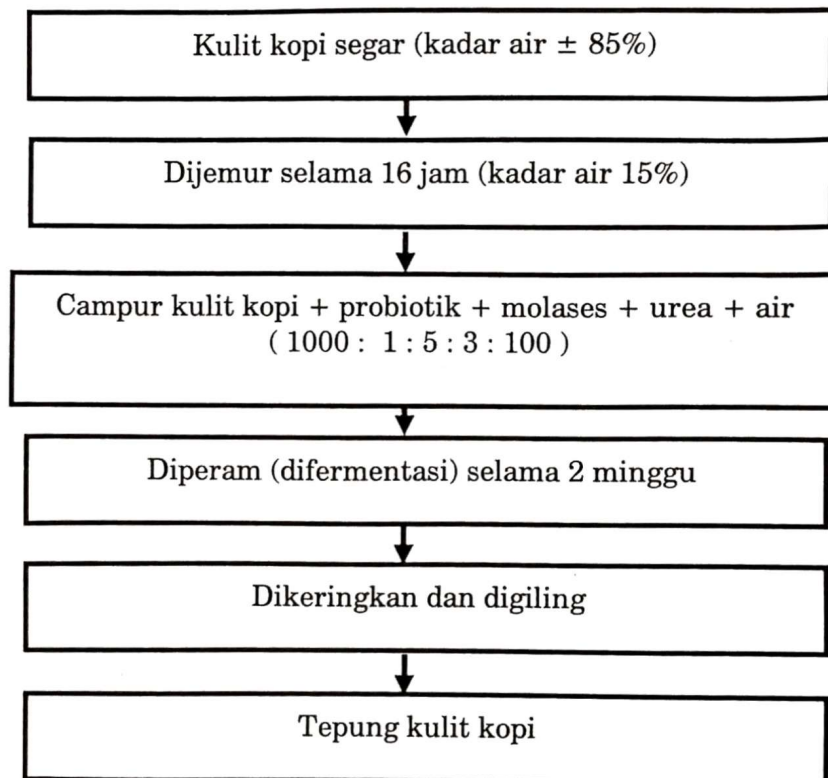 Kulit kopi segar (kadar air ± 85%)
Dijemur selama 16 jam (kadar air 15%)
Campur kulit kopi + probiotik + molases + urea + air
( 1000 : 1 : 5 : 3 : 100 )
Diperam (difermentasi) selama 2 minggu
Dikeringkan dan digiling
Tepung kulit kopi